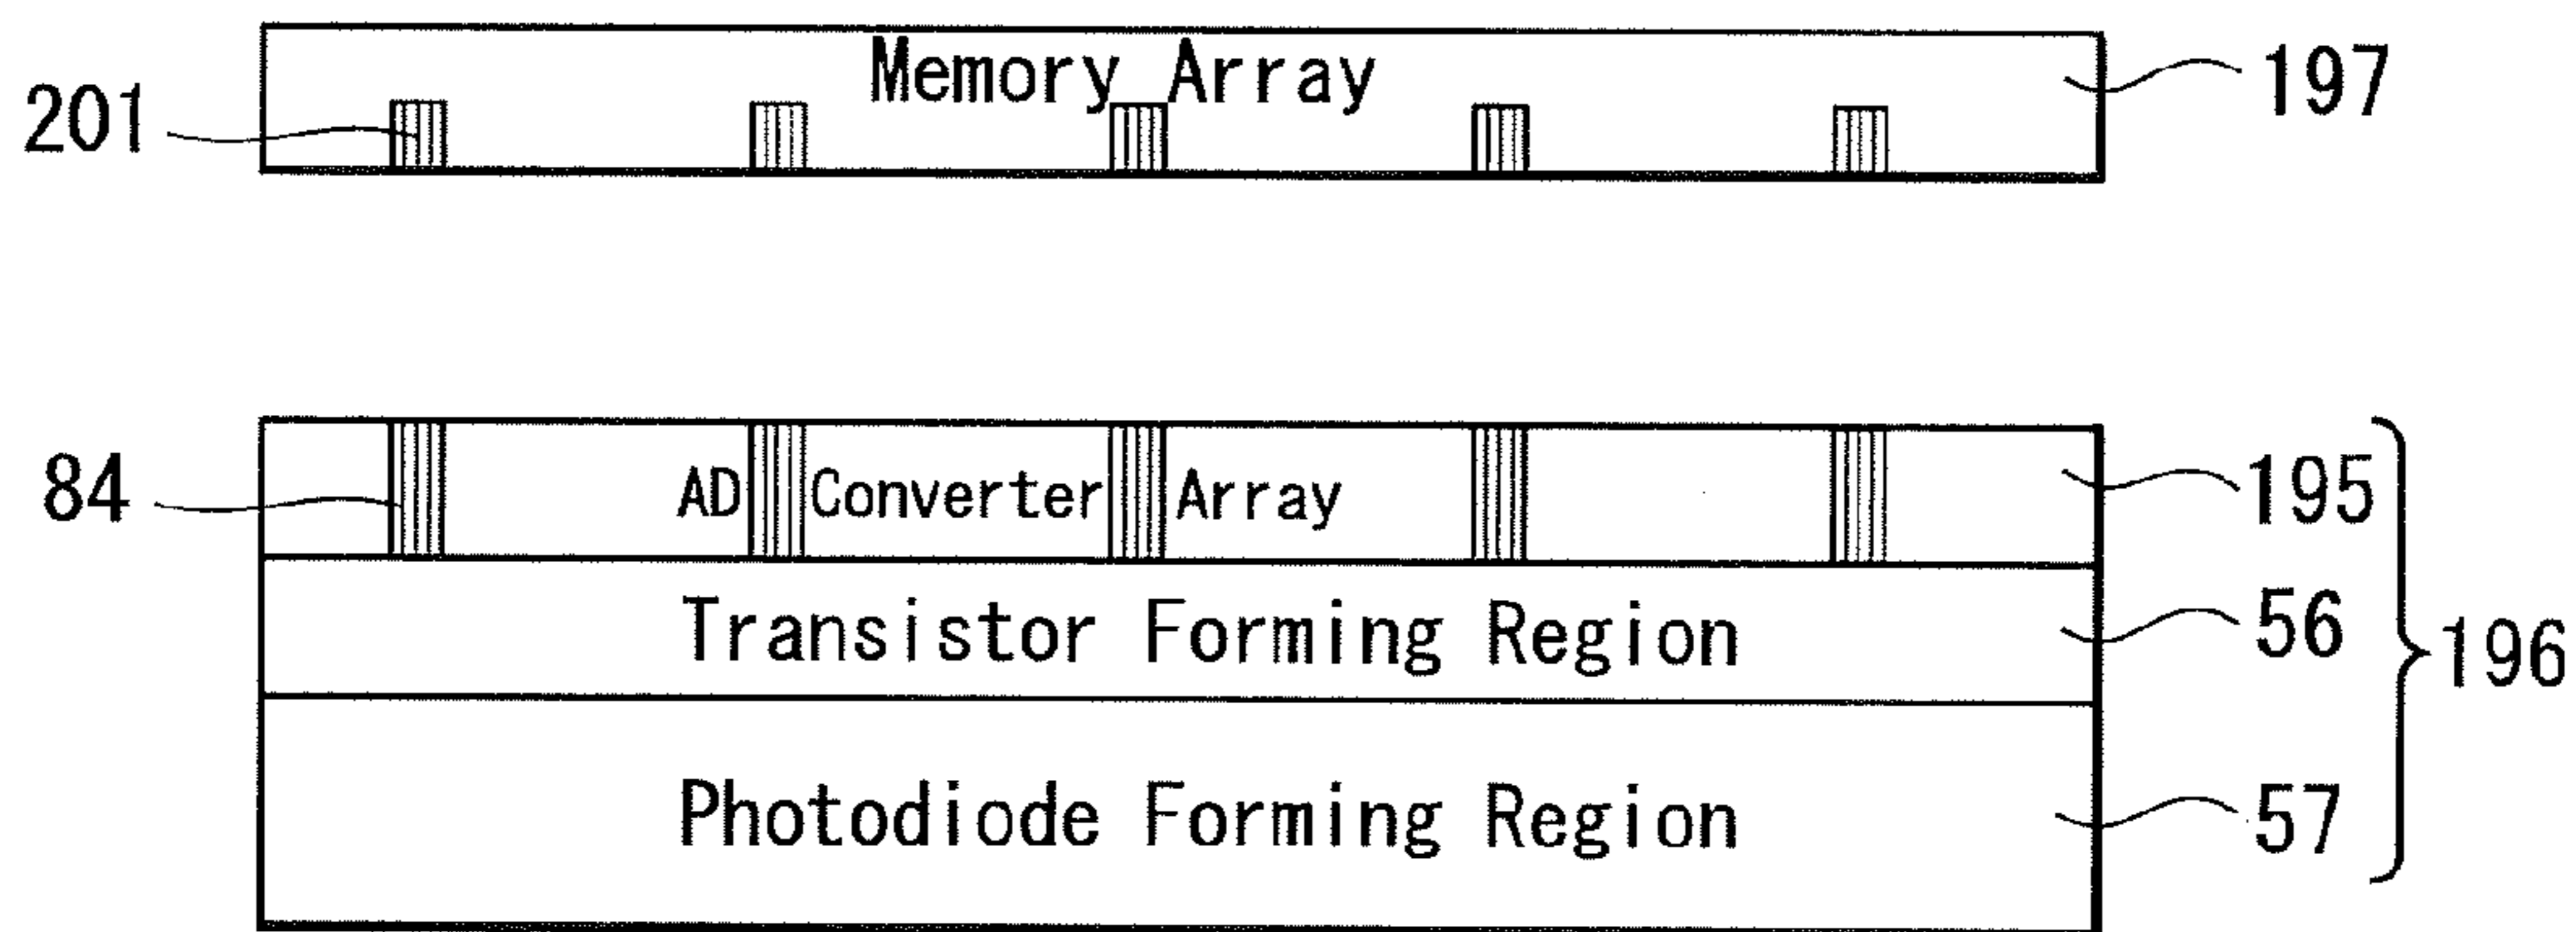 Memory Array
197
201
84
AD Converter Array
195
Transistor Forming Region
56
196
Photodiode Forming Region
57